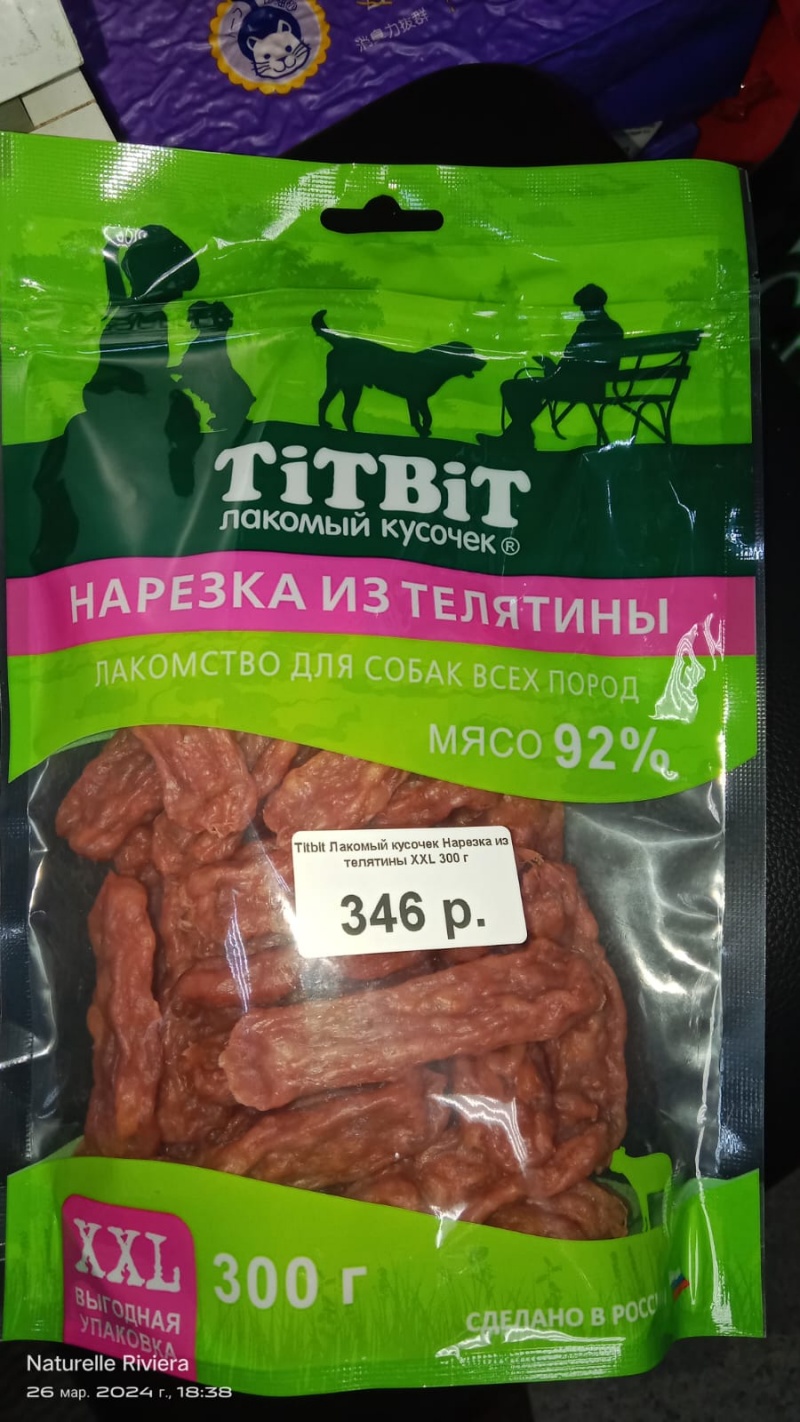 TiTBiT
лакомый кусочек®
НАРЕЗКА ИЗ ТЕЛЯТИНЫ
ЛАКОМСТВО ДЛЯ СОБАК ВСЕХ ПОРОД
МЯСО 92%
Titbit Лакомый кусочек Нарезка из
телятины XXL 300 г
346 р.
XXL
ВЫГОДНАЯ
УПАКОВКА
300 г
СДЕЛАНО В
Naturelle Riviera
26 мар. 2024 г., 18:38